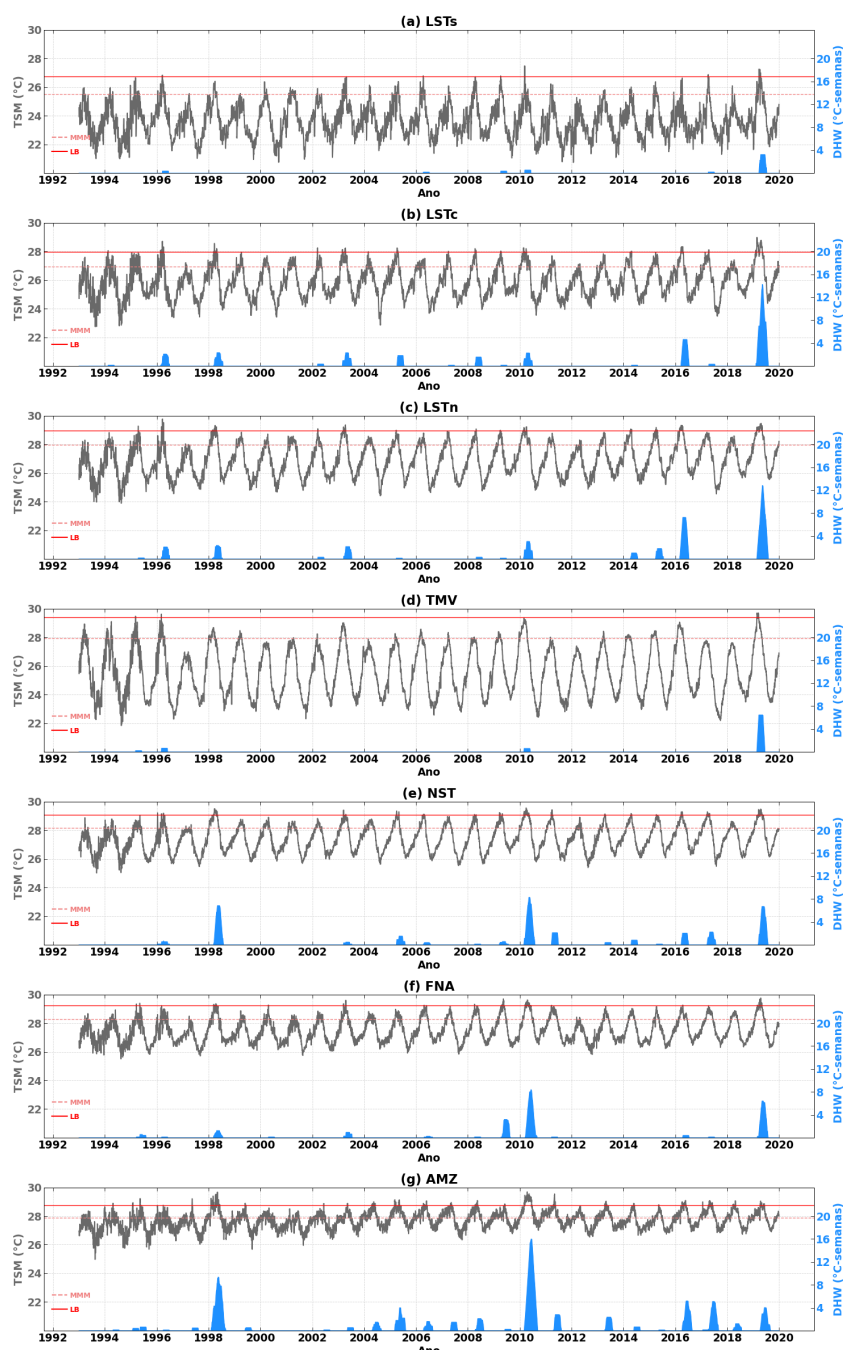 (a) LSTs
30
28
26
24
22
TSM (°C)
20
16
12
8
4
DHW (°C-semanas)
MMM
LB
1992 1994 1996 1998 2000 2002 2004 2006 2008 2010 2012 2014 2016 2018 2020
Ano
(b) LSTc
30
28
26
24
22
TSM (°C)
20
16
12
8
4
DHW (°C-semanas)
MMM
LB
1992 1994 1996 1998 2000 2002 2004 2006 2008 2010 2012 2014 2016 2018 2020
Ano
(c) LSTn
30
28
26
24
22
TSM (°C)
20
16
12
8
4
DHW (°C-semanas)
MMM
LB
1992 1994 1996 1998 2000 2002 2004 2006 2008 2010 2012 2014 2016 2018 2020
Ano
(d) TMV
30
28
26
24
22
TSM (°C)
20
16
12
8
4
DHW (°C-semanas)
MMM
LB
1992 1994 1996 1998 2000 2002 2004 2006 2008 2010 2012 2014 2016 2018 2020
Ano
(e) NST
30
28
26
24
22
TSM (°C)
20
16
12
8
4
DHW (°C-semanas)
MMM
LB
1992 1994 1996 1998 2000 2002 2004 2006 2008 2010 2012 2014 2016 2018 2020
Ano
(f) FNA
30
28
26
24
22
TSM (°C)
20
16
12
8
4
DHW (°C-semanas)
MMM
LB
1992 1994 1996 1998 2000 2002 2004 2006 2008 2010 2012 2014 2016 2018 2020
Ano
(g) AMZ
30
28
26
24
22
TSM (°C)
20
16
12
8
4
DHW (°C-semanas)
MMM
LB
1992 1994 1996 1998 2000 2002 2004 2006 2008 2010 2012 2014 2016 2018 2020
Ano